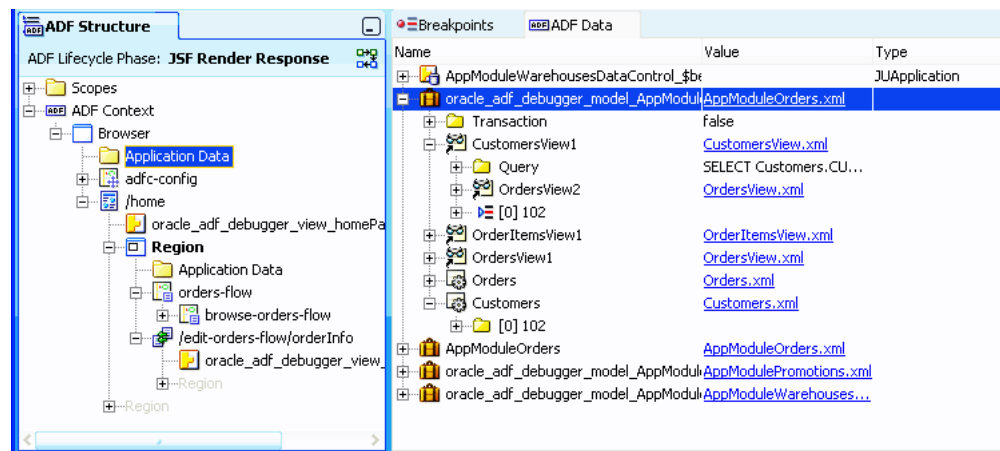 ADF Structure
ADF Lifecycle Phase: JSF Render Response
Scopes
ADF ADF Context
Browser
Application Data
adfc-config
/home
oracle_adf_debugger_view_homePa
Region
Application Data
orders-flow
browse-orders-flow
/edit-orders-flow/orderInfo
oracle_adf_debugger_view_
Region
Region
Breakpoints ADF ADF Data
Name Value Type
AppModuleWarehousesDataControl_$be JUApplication
oracle_adf_debugger_model_AppModul AppModuleOrders.xml
Transaction false
CustomersView1 CustomersView.xml
Query SELECT Customers.CU...
OrdersView2 OrdersView.xml
[0] 102
OrderItemsView1 OrderItemsView.xml
OrdersView1 OrdersView.xml
Orders Orders.xml
Customers Customers.xml
[0] 102
AppModuleOrders AppModuleOrders.xml
oracle_adf_debugger_model_AppModul AppModulePromotions.xml
oracle_adf_debugger_model_AppModul AppModuleWarehouses...